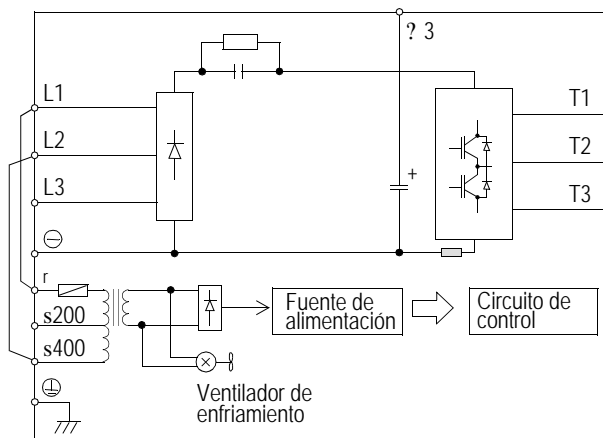 ? 3
L1
T1
L2
T2
+
L3
T3
r
s200
Fuente de
alimentación
Circuito de
control
s400
Ventilador de
enfriamiento